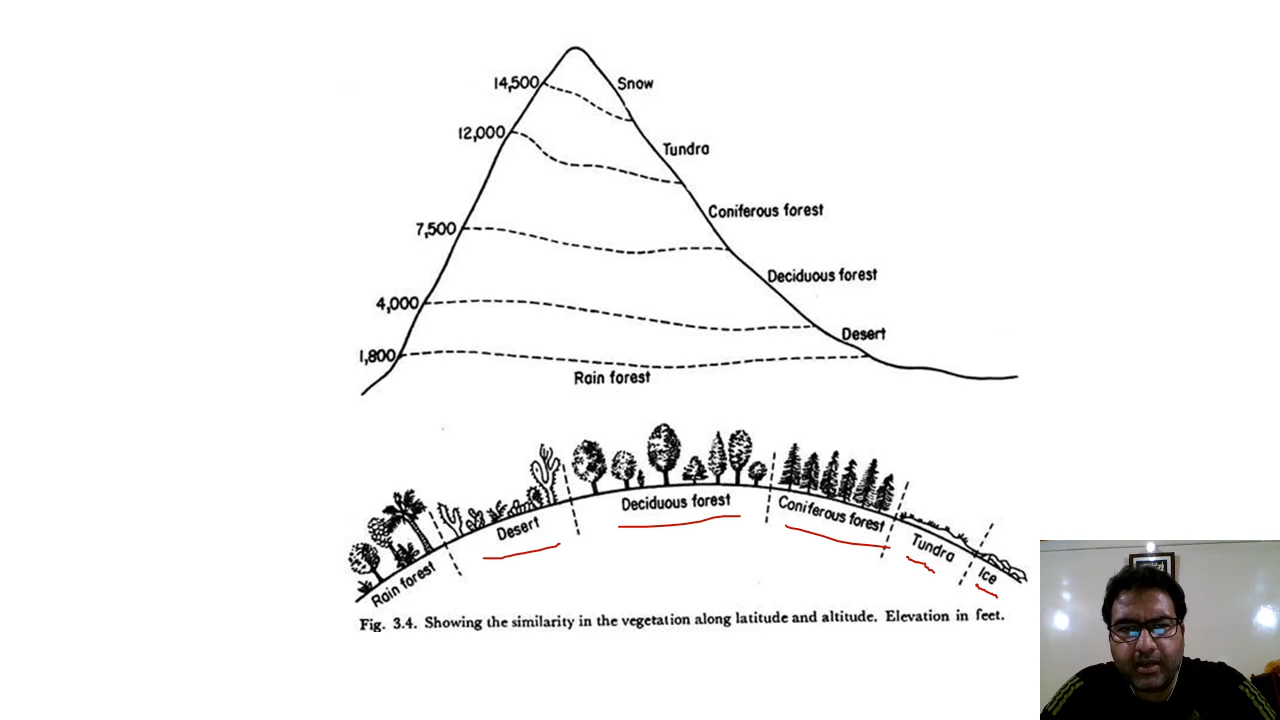 14,500
Snow
12,000
Tundra
Coniferous forest
7,500
Deciduous forest
4,000
Desert
1,800
Rain forest
Rain forest
Desert
Deciduous forest
Coniferous forest
Tundra
Ice
Fig. 3.4. Showing the similarity in the vegetation along latitude and altitude. Elevation in feet.